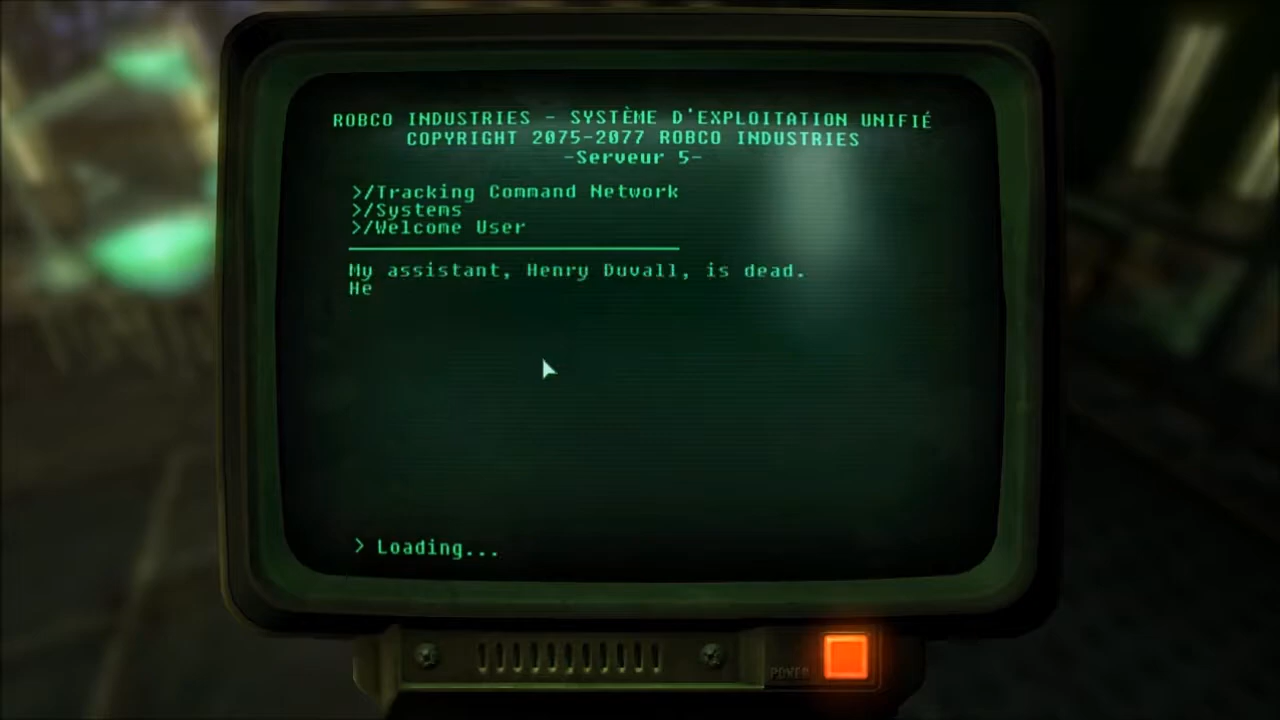 ROBCO INDUSTRIES - SYSTÈME D'EXPLOITATION UNIFIÉ
COPYRIGHT 2075-2077 ROBCO INDUSTRIES
-Serveur 5-
>/Tracking Command Network
>/Systems
>/Welcome User
My assistant, Henry Duvall, is dead.
He
> Loading...
POWER